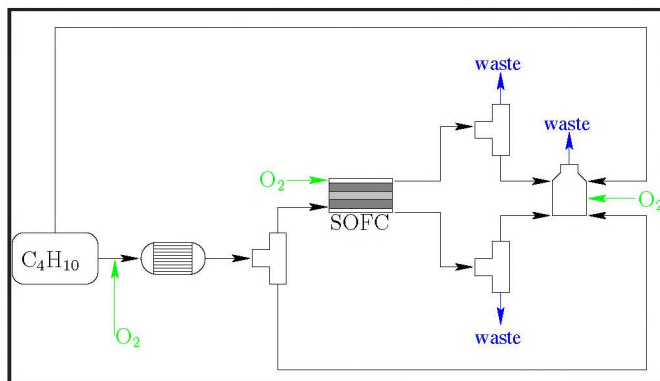 waste
waste
O₂
O₂
SOFC
C₄H₁₀
O₂
waste